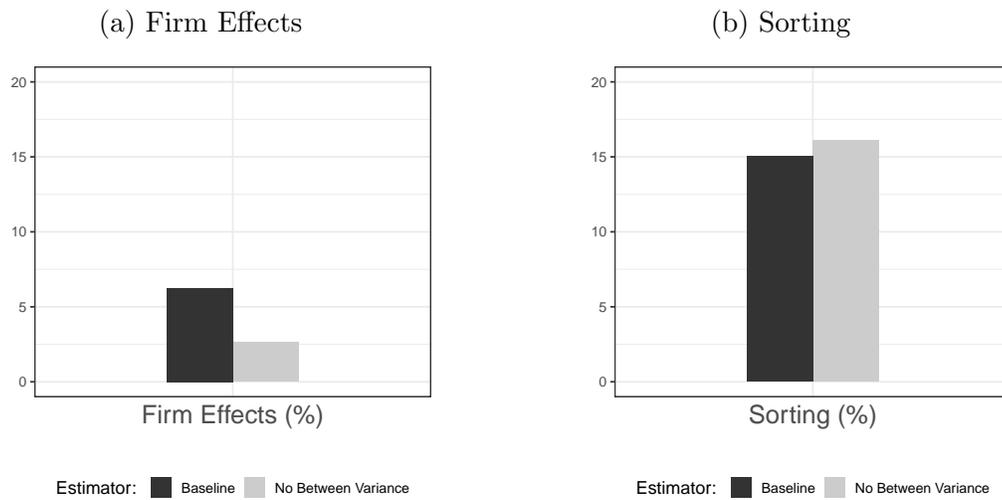 (a) Firm Effects
20
15
10
5
0
Firm Effects (%)
Estimator: Baseline No Between Variance
(b) Sorting
20
15
10
5
0
Sorting (%)
Estimator: Baseline No Between Variance